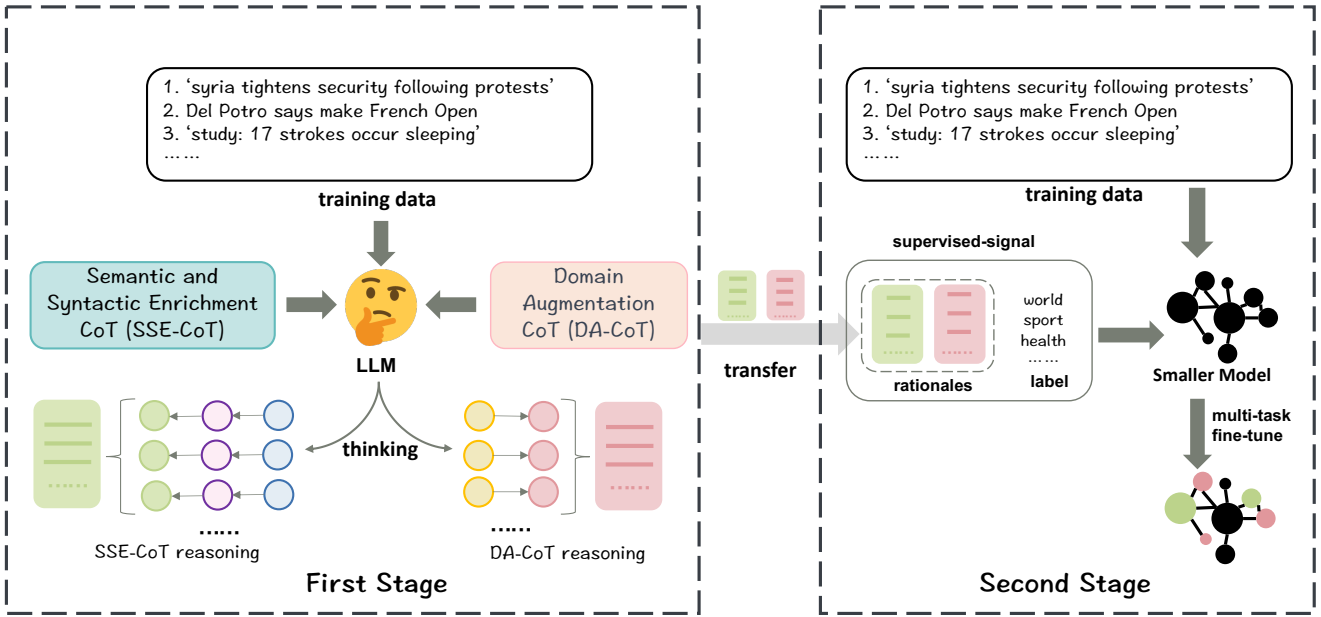 1. ‘syria tightens security following protests’
2. Del Potro says make French Open
3. ‘study: 17 strokes occur sleeping’
... ...
training data
Semantic and
Syntactic Enrichment
CoT (SSE-CoT)
LLM
Domain
Augmentation
CoT (DA-CoT)
thinking
......
......
......
......
SSE-CoT reasoning
DA-CoT reasoning
First Stage
......
......
transfer
1. ‘syria tightens security following protests’
2. Del Potro says make French Open
3. ‘study: 17 strokes occur sleeping’
... ...
training data
supervised-signal
......
......
rationales
world
sport
health
... ...
label
Smaller Model
multi-task
fine-tune
Second Stage